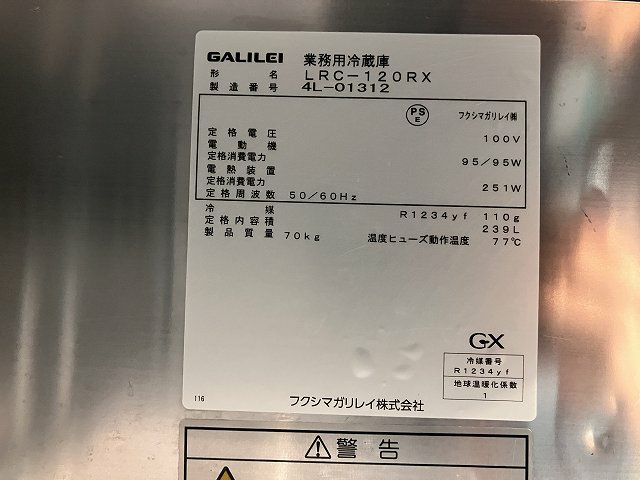 GALILEI 業務用冷蔵庫
形名 LRC-120RX
製造番号 4L-01312
PS E フクシマガリレイ㈱
定格電圧 100V
電動機
定格消費電力 95/95W
電熱装置
定格消費電力 251W
定格周波数 50/60Hz
冷媒 R1234yf 110g
定格内容積 239L
製品質量 70kg 温度ヒューズ動作温度 77℃
GX
冷媒番号
R1234yf
地球温暖化係数
1
I16 フクシマガリレイ株式会社
警告